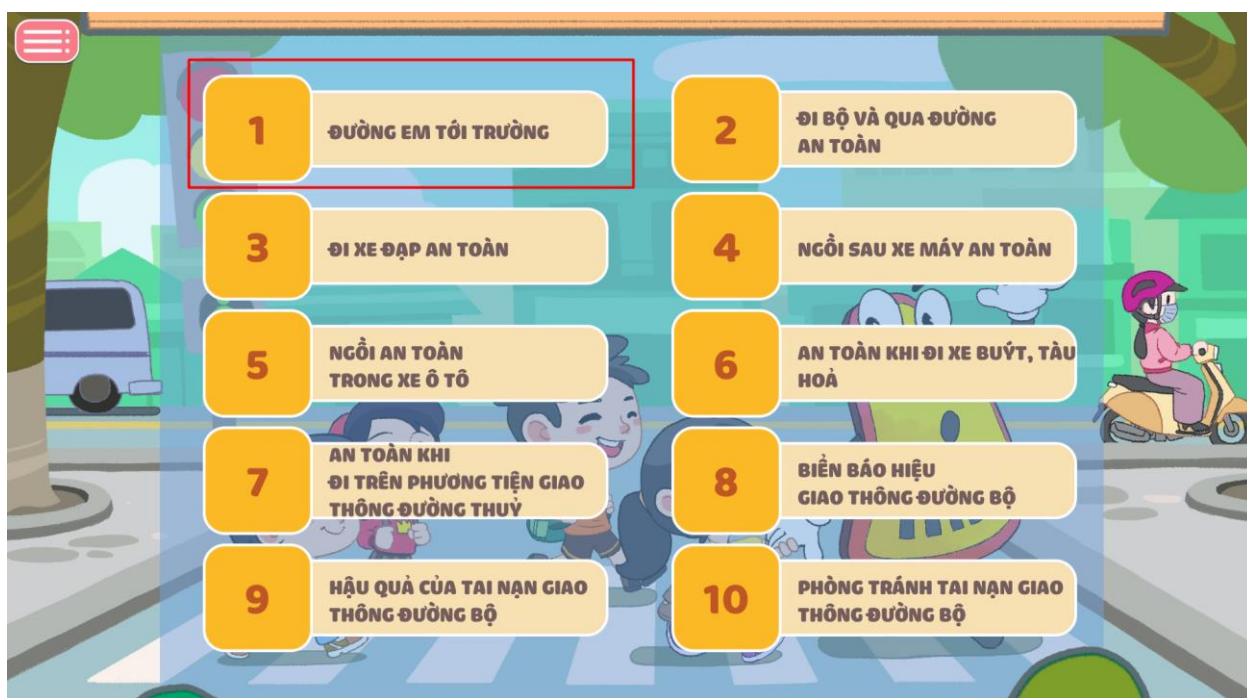 1
ĐƯỜNG EM TỚI TRƯỜNG
2
ĐI BỘ VÀ QUA ĐƯỜNG
AN TOÀN
3
ĐI XE ĐẠP AN TOÀN
4
NGỒI SAU XE MÁY AN TOÀN
5
NGỒI AN TOÀN
TRONG XE Ô TÔ
6
AN TOÀN KHI ĐI XE BUÝT, TÀU
HOẢ
7
AN TOÀN KHI
ĐI TRÊN PHƯƠNG TIỆN GIAO
THÔNG ĐƯỜNG THUỶ
8
BIỂN BÁO HIỆU
GIAO THÔNG ĐƯỜNG BỘ
9
HẬU QUẢ CỦA TAI NẠN GIAO
THÔNG ĐƯỜNG BỘ
10
PHÒNG TRÁNH TAI NẠN GIAO
THÔNG ĐƯỜNG BỘ